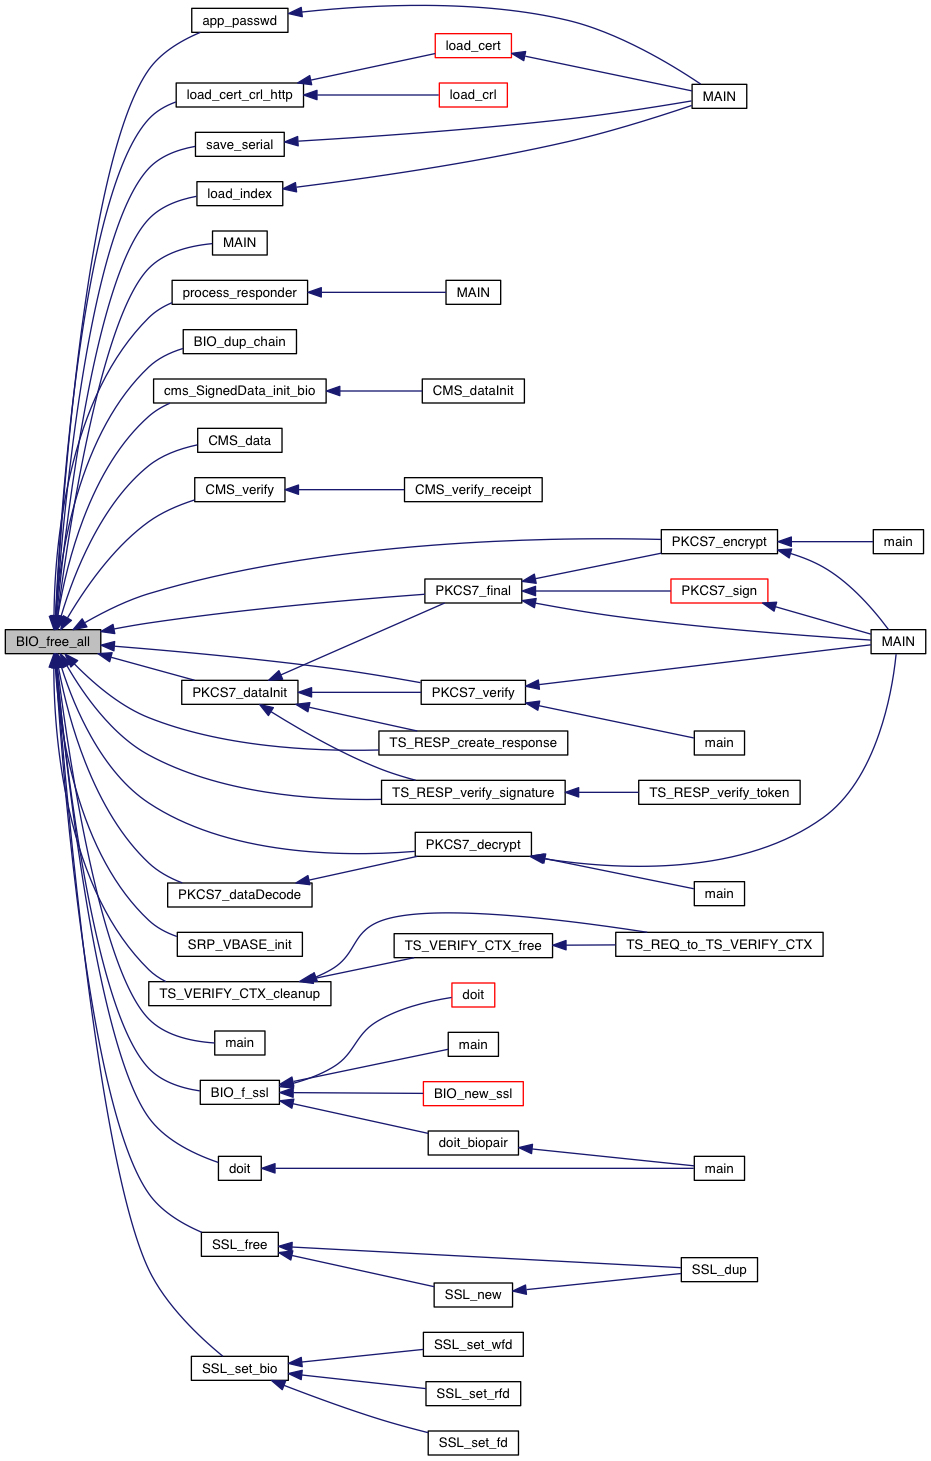 app_passwd
load_cert
load_cert_crl_http
load_crl
MAIN
save_serial
load_index
MAIN
process_responder
MAIN
BIO_dup_chain
cms_SignedData_init_bio
CMS_dataInit
CMS_data
CMS_verify
CMS_verify_receipt
PKCS7_encrypt
main
PKCS7_final
PKCS7_sign
BIO_free_all
MAIN
PKCS7_dataInit
PKCS7_verify
TS_RESP_create_response
main
TS_RESP_verify_signature
TS_RESP_verify_token
PKCS7_decrypt
PKCS7_dataDecode
main
SRP_VBASE_init
TS_VERIFY_CTX_free
TS_REQ_to_TS_VERIFY_CTX
TS_VERIFY_CTX_cleanup
doit
main
main
BIO_f_ssl
BIO_new_ssl
doit_biopair
doit
main
SSL_free
SSL_dup
SSL_new
SSL_set_wfd
SSL_set_bio
SSL_set_rfd
SSL_set_fd